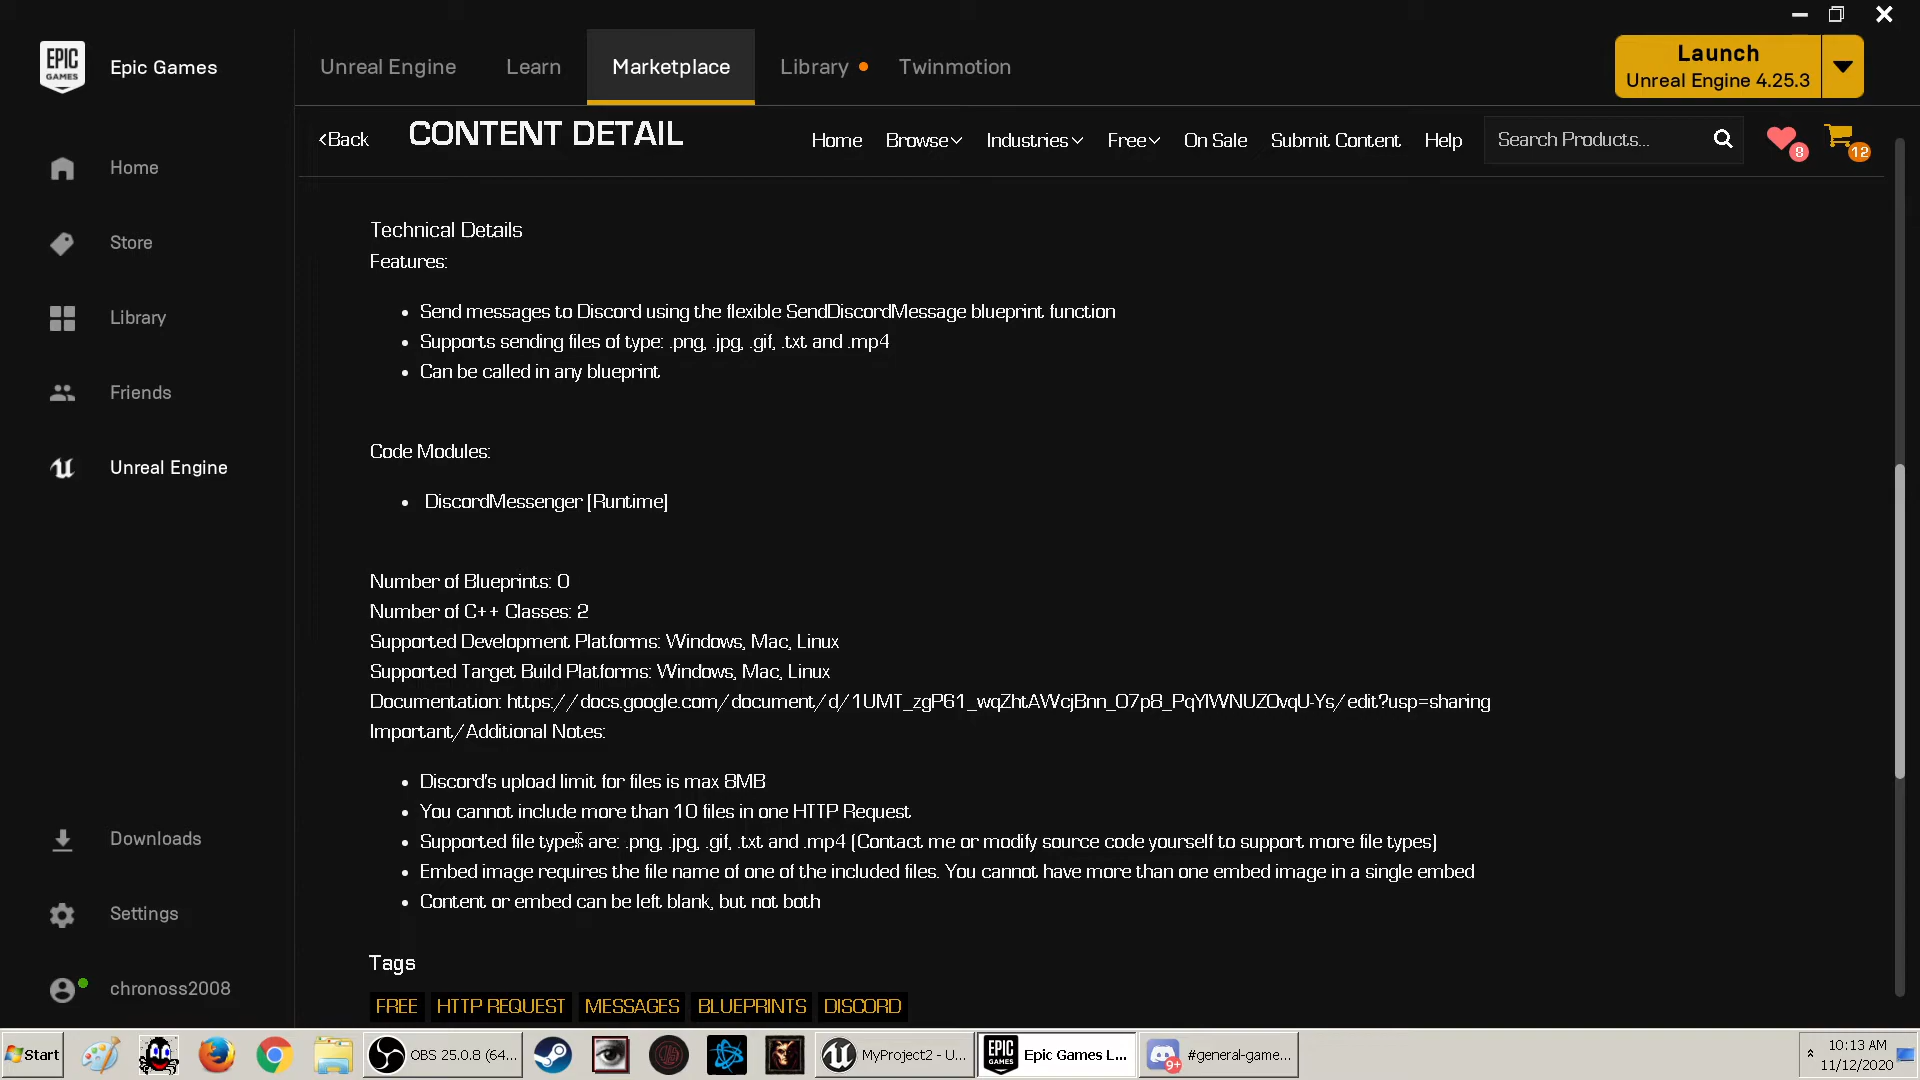 EPIC GAMES
Epic Games
Unreal Engine
Learn
Marketplace
Library
Twinmotion
Launch
Unreal Engine 4.25.3
Back
CONTENT DETAIL
Home
Browse
Industries
Free
On Sale
Submit Content
Help
Search Products...
8
12
Home
Store
Library
Friends
Unreal Engine
Downloads
Settings
chronoss2008
Technical Details
Features:
Send messages to Discord using the flexible SendDiscordMessage blueprint function
Supports sending files of type: .png, .jpg, .gif, .txt and .mp4
Can be called in any blueprint
Code Modules:
DiscordMessenger [Runtime]
Number of Blueprints: 0
Number of C++ Classes: 2
Supported Development Platforms: Windows, Mac, Linux
Supported Target Build Platforms: Windows, Mac, Linux
Documentation: https://docs.google.com/document/d/1UMT_zgP61_wqZhtAWcjBnn_O7pB_PqYlWNUZOvqU-Ys/edit?usp=sharing
Important/Additional Notes:
Discord's upload limit for files is max 8MB
You cannot include more than 10 files in one HTTP Request
Supported file types are: .png, .jpg, .gif, .txt and .mp4 (Contact me or modify source code yourself to support more file types)
Embed image requires the file name of one of the included files. You cannot have more than one embed image in a single embed
Content or embed can be left blank, but not both
Tags
FREE
HTTP REQUEST
MESSAGES
BLUEPRINTS
DISCORD
Start
OBS 25.0.8 (64...
MyProject2 - U...
EPIC GAMES
Epic Games L...
9+
#general-game...
10:13 AM
11/12/2020